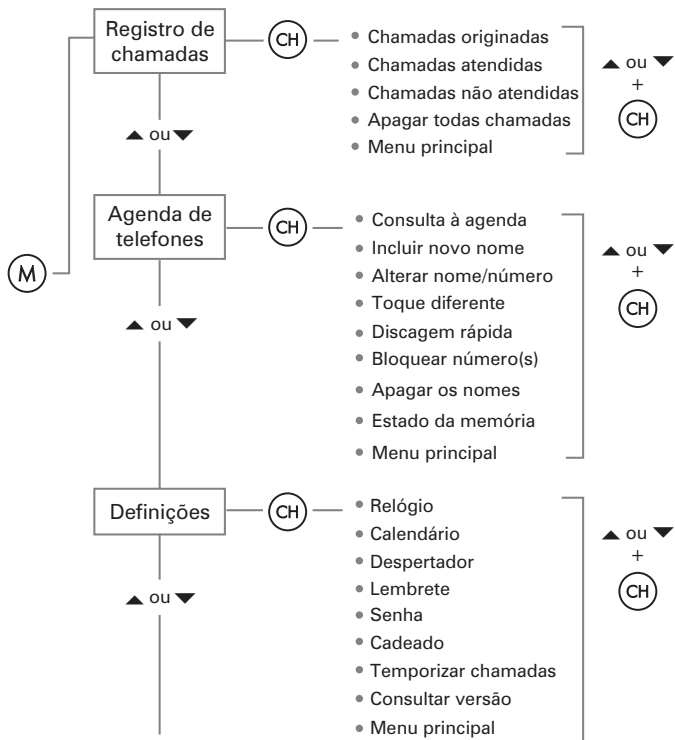 Registro de
chamadas
CH
• Chamadas originadas
• Chamadas atendidas
• Chamadas não atendidas
• Apagar todas chamadas
• Menu principal
▲ ou ▼
+
CH
▲ ou ▼
M
Agenda de
telefones
CH
• Consulta à agenda
• Incluir novo nome
• Alterar nome/número
• Toque diferente
• Discagem rápida
• Bloquear número(s)
• Apagar os nomes
• Estado da memória
• Menu principal
▲ ou ▼
+
CH
▲ ou ▼
Definições
CH
• Relógio
• Calendário
• Despertador
• Lembrete
• Senha
• Cadeado
• Temporizar chamadas
• Consultar versão
• Menu principal
▲ ou ▼
+
CH
▲ ou ▼